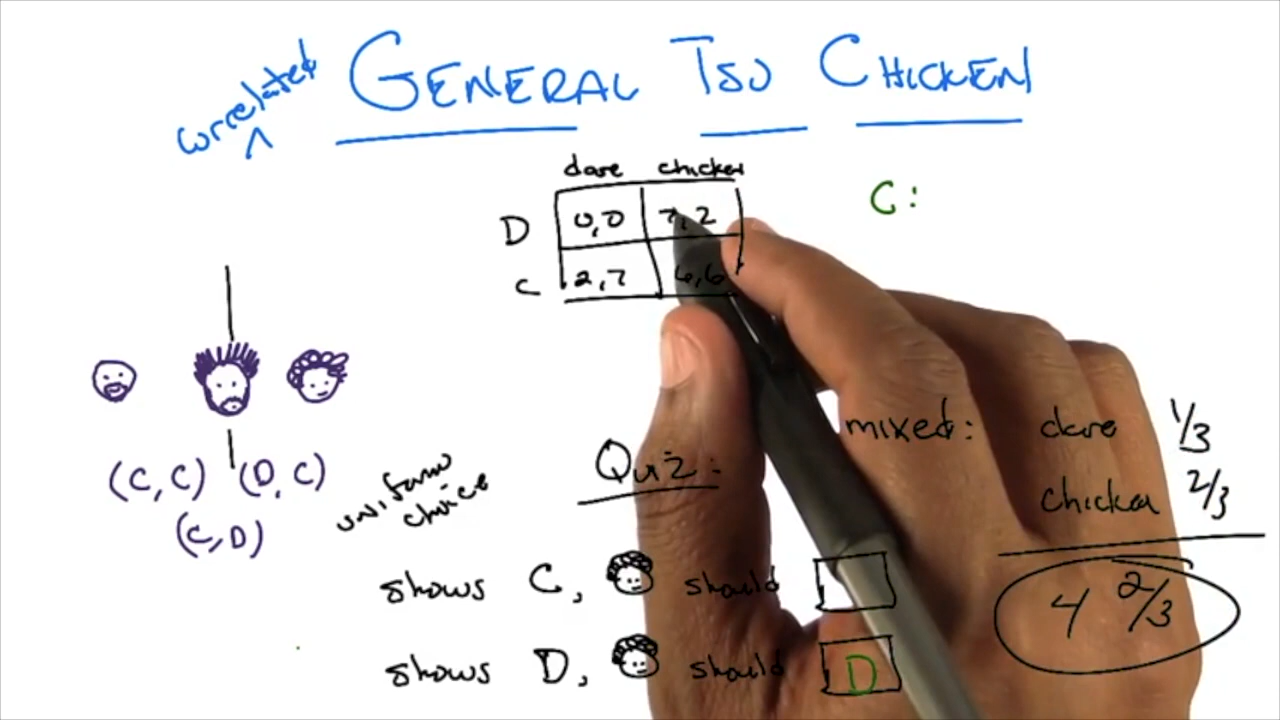 correlated
GENERAL TSO CHICKEN
dare chicken
D 0,0 7,2
C 2,7 6,6
C:
(C,C) (D,C)
(C,D)
uniform
choice
Quiz:
mixed: dare 1/3
chicken 2/3
4 2/3
shows C, should
shows D, should D